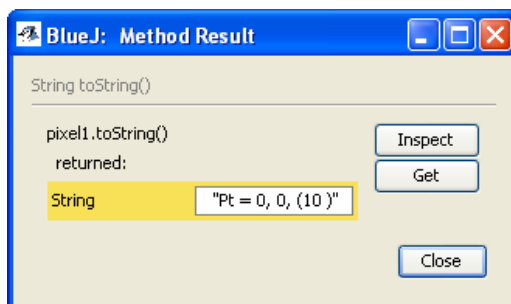 BlueJ: Method Result
String toString()
pixel1.toString()
returned:
String
"Pt = 0, 0, (10 )"
Inspect
Get
Close